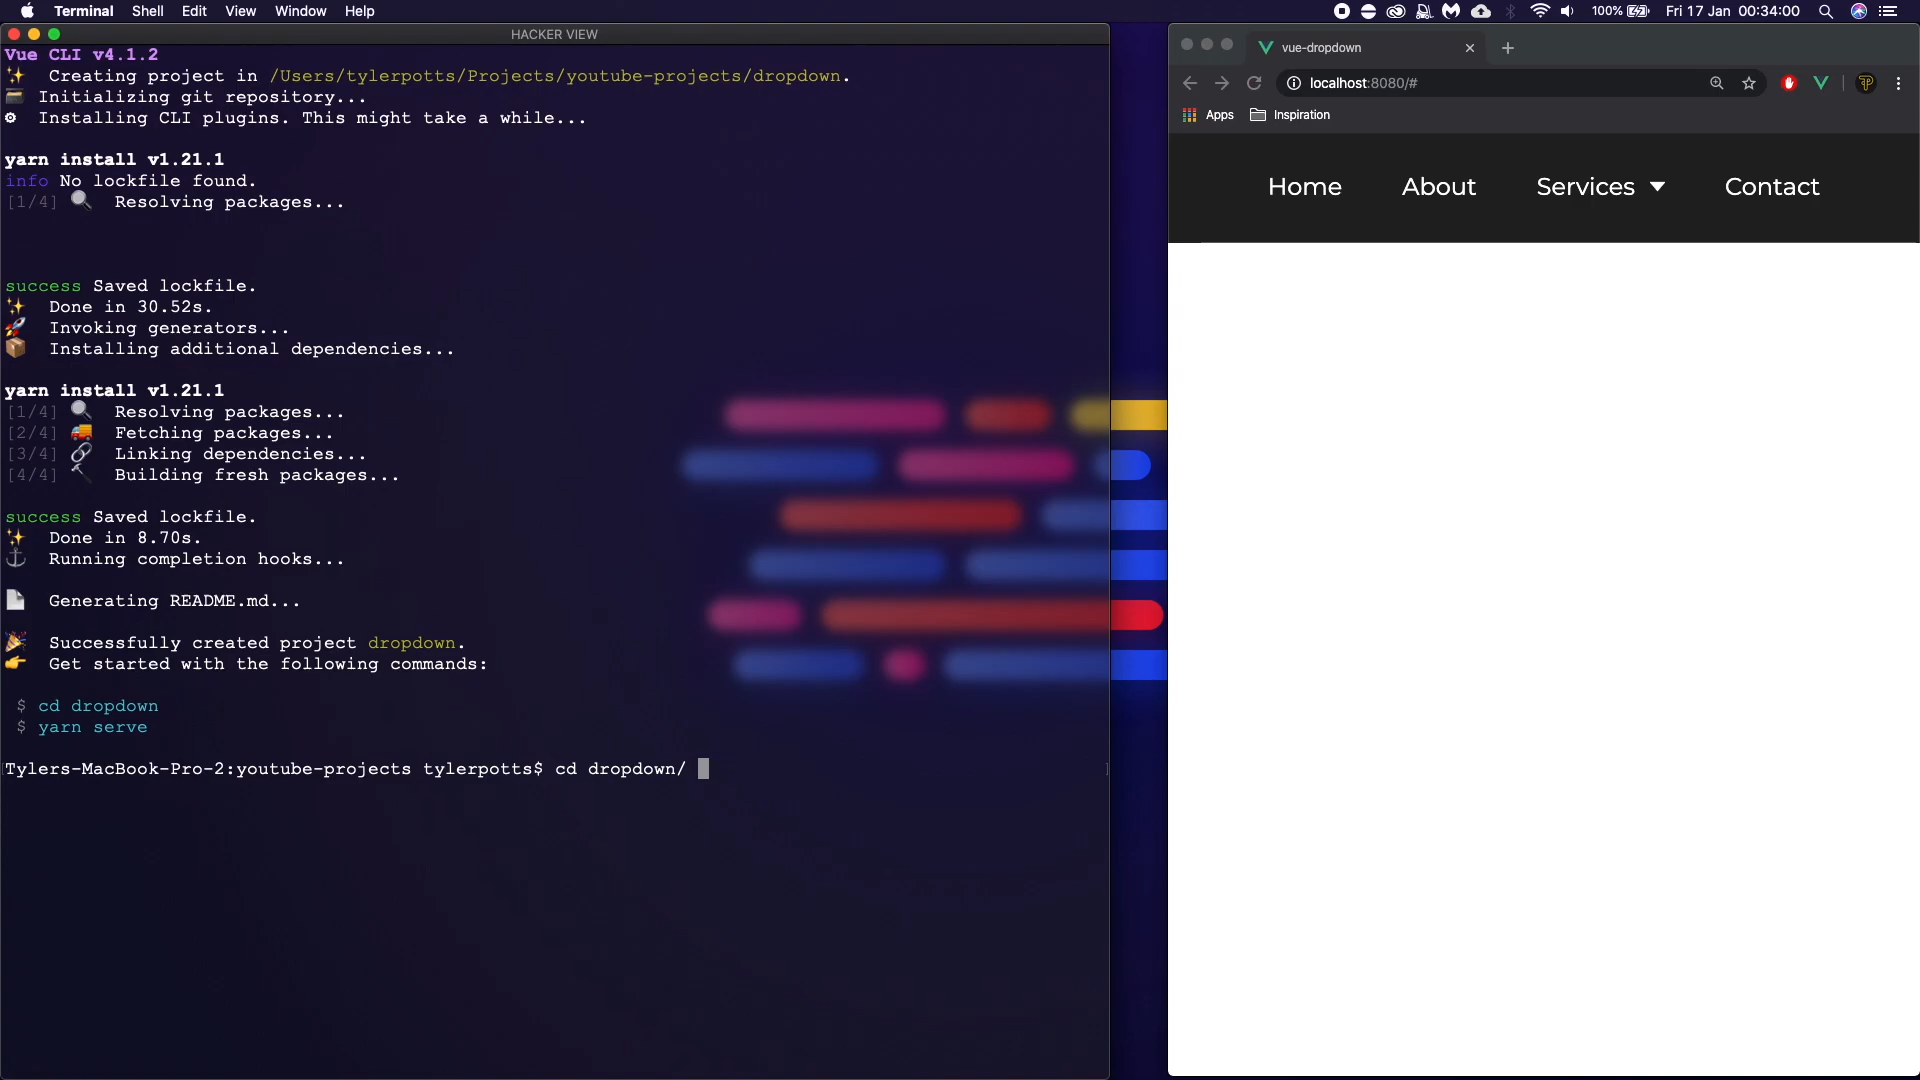 Terminal Shell Edit View Window Help
100% Fri 17 Jan 00:34:00
HACKER VIEW
Vue CLI v4.1.2
Creating project in /Users/tylerpotts/Projects/youtube-projects/dropdown.
Initializing git repository...
Installing CLI plugins. This might take a while...
yarn install v1.21.1
info No lockfile found.
[1/4] Resolving packages...
success Saved lockfile.
Done in 30.52s.
Invoking generators...
Installing additional dependencies...
yarn install v1.21.1
[1/4] Resolving packages...
[2/4] Fetching packages...
[3/4] Linking dependencies...
[4/4] Building fresh packages...
success Saved lockfile.
Done in 8.70s.
Running completion hooks...
Generating README.md...
Successfully created project dropdown.
Get started with the following commands:
$ cd dropdown
$ yarn serve
Tylers-MacBook-Pro-2:youtube-projects tylerpotts$ cd dropdown/
vue-dropdown
localhost:8080/#
Apps Inspiration
Home About Services Contact